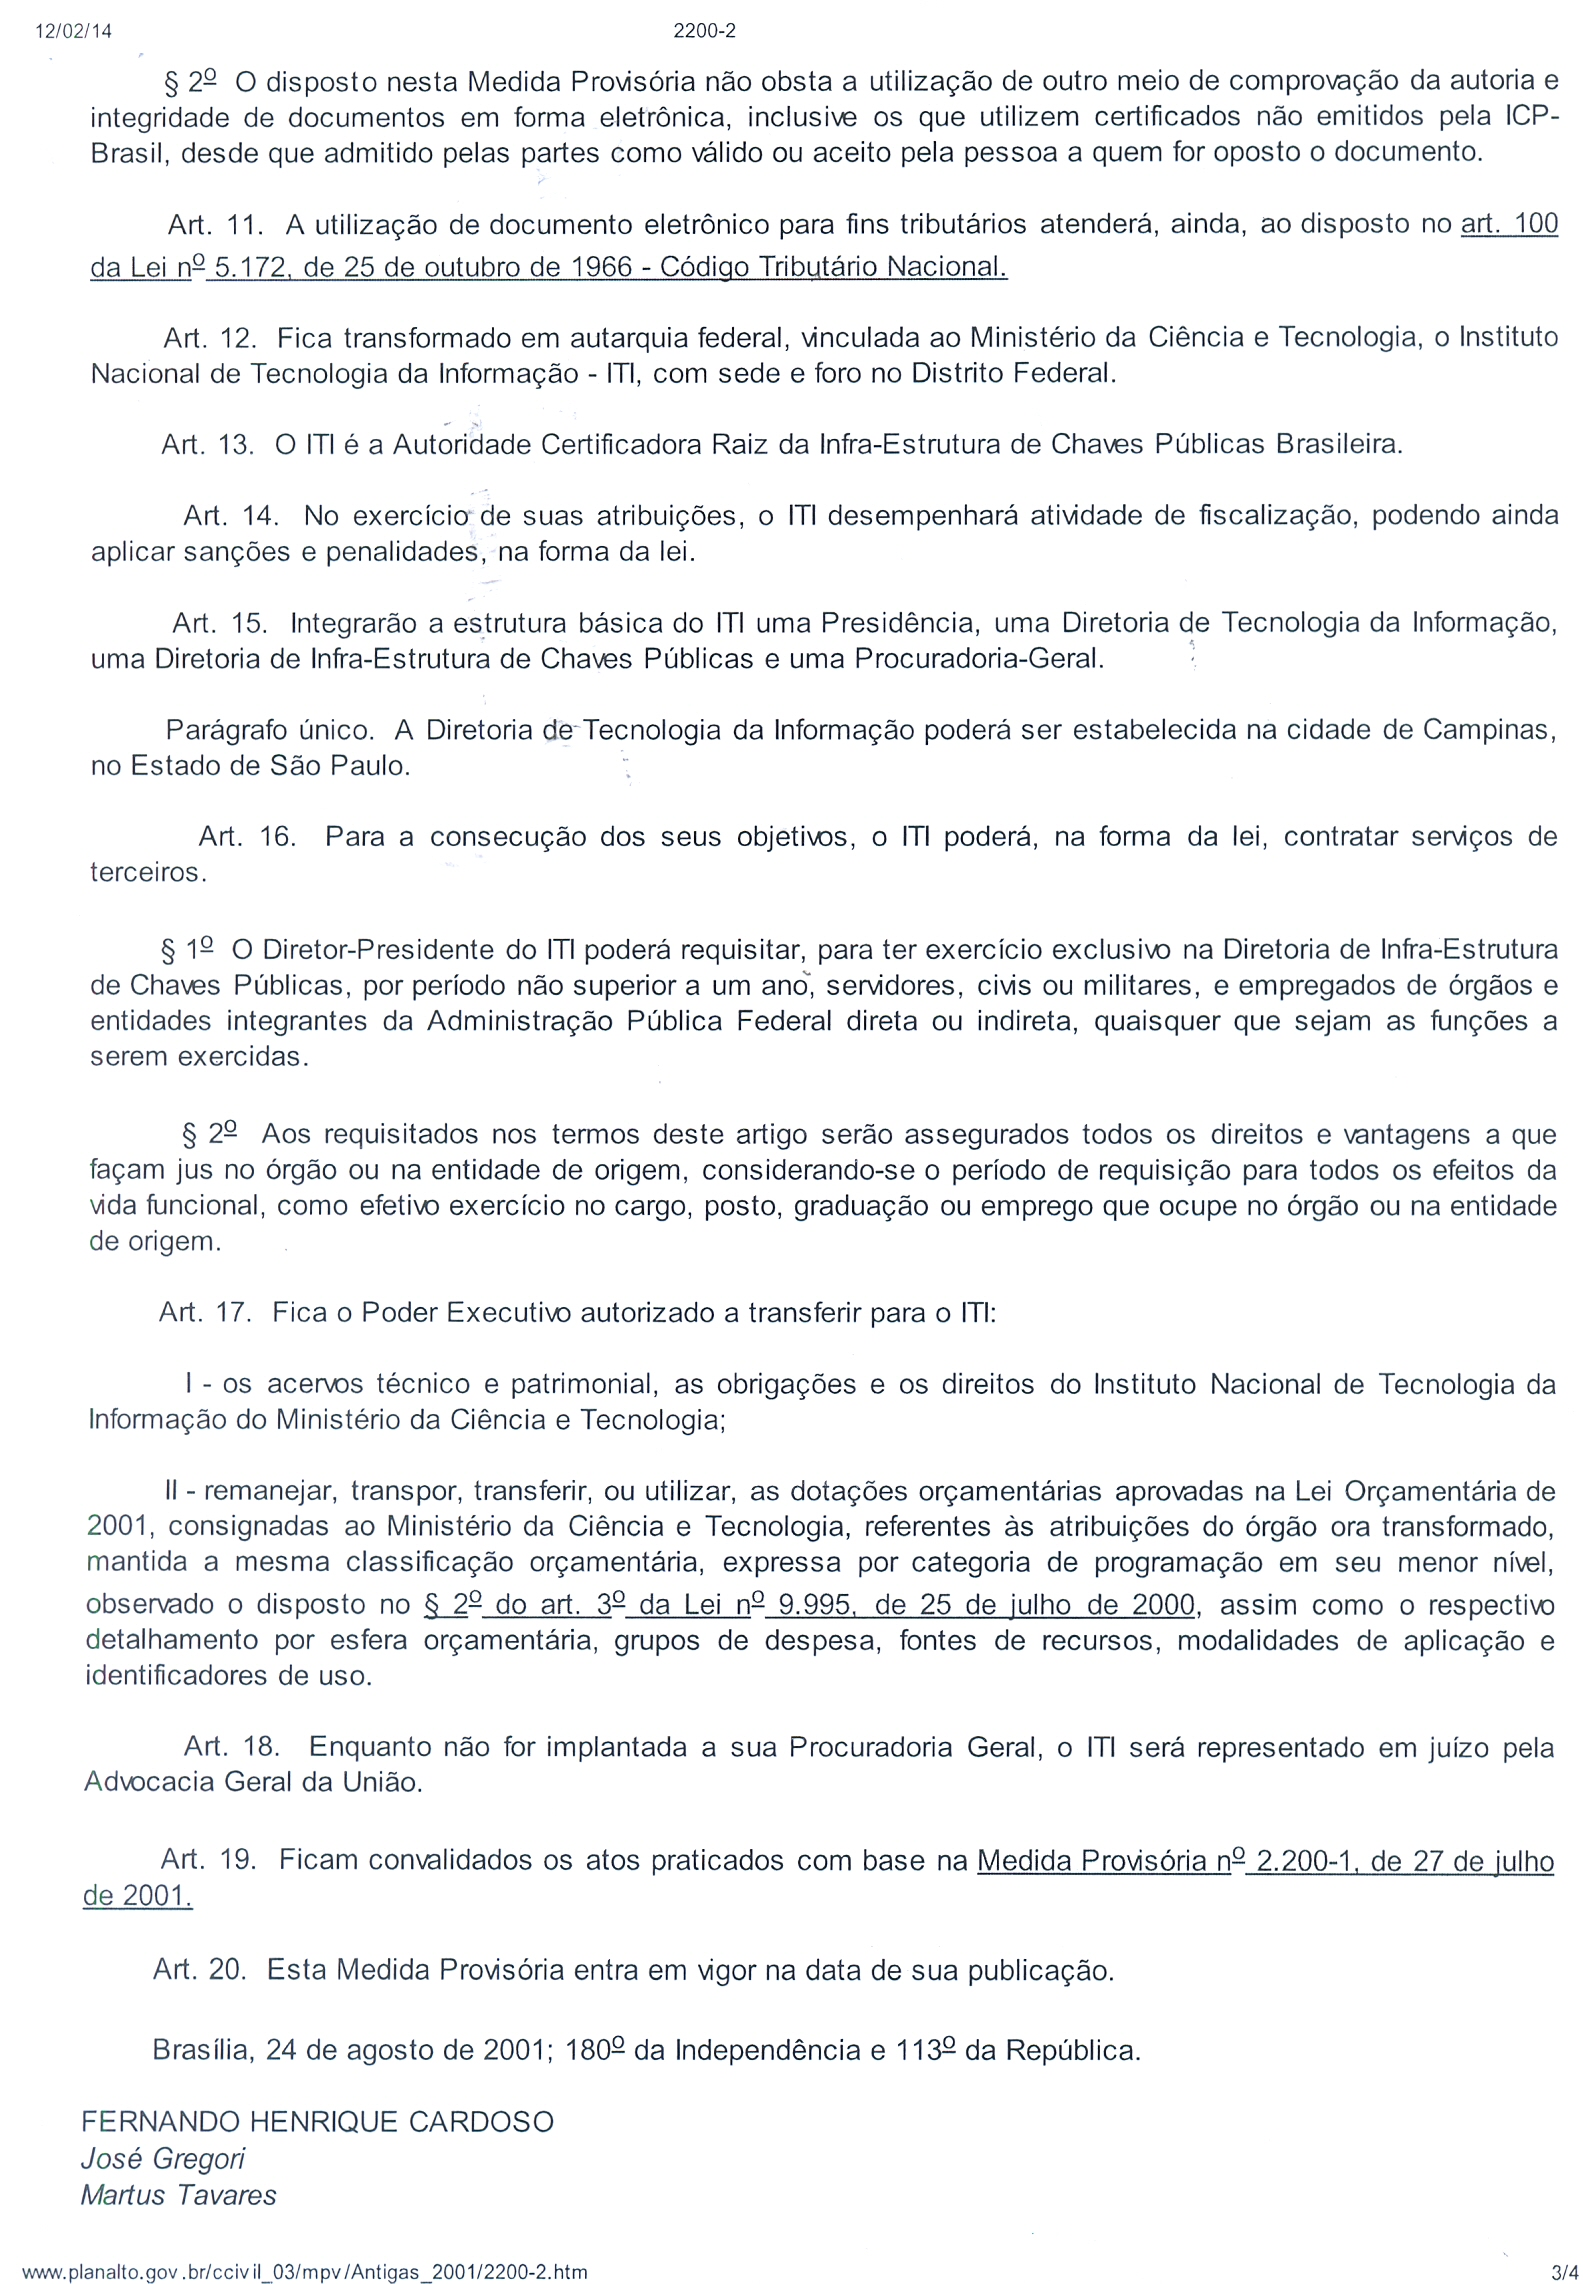 12/02/14
2200-2
§ 2º O disposto nesta Medida Provisória não obsta a utilização de outro meio de comprovação da autoria e
integridade de documentos em forma eletrônica, inclusive os que utilizem certificados não emitidos pela ICP-
Brasil, desde que admitido pelas partes como válido ou aceito pela pessoa a quem for oposto o documento.
Art. 11. A utilização de documento eletrônico para fins tributários atenderá, ainda, ao disposto no art. 100
da Lei nº 5.172, de 25 de outubro de 1966 - Código Tributário Nacional.
Art. 12. Fica transformado em autarquia federal, vinculada ao Ministério da Ciência e Tecnologia, o Instituto
Nacional de Tecnologia da Informação - ITI, com sede e foro no Distrito Federal.
Art. 13. O ITI é a Autoridade Certificadora Raiz da Infra-Estrutura de Chaves Públicas Brasileira.
Art. 14. No exercício de suas atribuições, o ITI desempenhará atividade de fiscalização, podendo ainda
aplicar sanções e penalidades, na forma da lei.
Art. 15. Integrarão a estrutura básica do ITI uma Presidência, uma Diretoria de Tecnologia da Informação,
uma Diretoria de Infra-Estrutura de Chaves Públicas e uma Procuradoria-Geral.
Parágrafo único. A Diretoria de Tecnologia da Informação poderá ser estabelecida na cidade de Campinas,
no Estado de São Paulo.
Art. 16. Para a consecução dos seus objetivos, o ITI poderá, na forma da lei, contratar serviços de
terceiros.
§ 1º O Diretor-Presidente do ITI poderá requisitar, para ter exercício exclusivo na Diretoria de Infra-Estrutura
de Chaves Públicas, por período não superior a um ano, servidores, civis ou militares, e empregados de órgãos e
entidades integrantes da Administração Pública Federal direta ou indireta, quaisquer que sejam as funções a
serem exercidas.
§ 2º Aos requisitados nos termos deste artigo serão assegurados todos os direitos e vantagens a que
façam jus no órgão ou na entidade de origem, considerando-se o período de requisição para todos os efeitos da
vida funcional, como efetivo exercício no cargo, posto, graduação ou emprego que ocupe no órgão ou na entidade
de origem.
Art. 17. Fica o Poder Executivo autorizado a transferir para o ITI:
I - os acervos técnico e patrimonial, as obrigações e os direitos do Instituto Nacional de Tecnologia da
Informação do Ministério da Ciência e Tecnologia;
II - remanejar, transpor, transferir, ou utilizar, as dotações orçamentárias aprovadas na Lei Orçamentária de
2001, consignadas ao Ministério da Ciência e Tecnologia, referentes às atribuições do órgão ora transformado,
mantida a mesma classificação orçamentária, expressa por categoria de programação em seu menor nível,
observado o disposto no § 2º do art. 3º da Lei nº 9.995, de 25 de julho de 2000, assim como o respectivo
detalhamento por esfera orçamentária, grupos de despesa, fontes de recursos, modalidades de aplicação e
identificadores de uso.
Art. 18. Enquanto não for implantada a sua Procuradoria Geral, o ITI será representado em juízo pela
Advocacia Geral da União.
Art. 19. Ficam convalidados os atos praticados com base na Medida Provisória nº 2.200-1, de 27 de julho
de 2001.
Art. 20. Esta Medida Provisória entra em vigor na data de sua publicação.
Brasília, 24 de agosto de 2001; 180º da Independência e 113º da República.
FERNANDO HENRIQUE CARDOSO
José Gregori
Martus Tavares
www.planalto.gov.br/ccivil_03/mpv/Antigas_2001/2200-2.htm
3/4